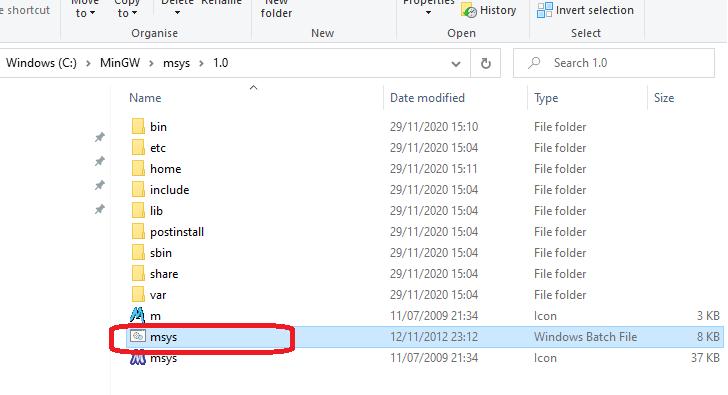 e shortcut
Move to Copy to Delete Rename New folder History Invert selection
Organise New Open Select
Windows (C:) > MinGW > msys > 1.0 Search 1.0
Name Date modified Type Size
bin 29/11/2020 15:10 File folder
etc 29/11/2020 15:04 File folder
home 29/11/2020 15:11 File folder
include 29/11/2020 15:04 File folder
lib 29/11/2020 15:04 File folder
postinstall 29/11/2020 15:04 File folder
sbin 29/11/2020 15:04 File folder
share 29/11/2020 15:04 File folder
var 29/11/2020 15:04 File folder
m 11/07/2009 21:34 Icon 3 KB
msys 12/11/2012 23:12 Windows Batch File 8 KB
msys 11/07/2009 21:34 Icon 37 KB